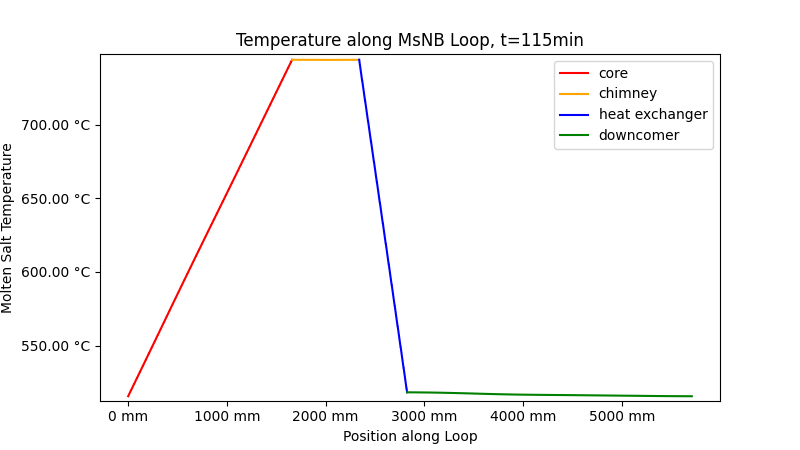 Temperature along MsNB Loop, t=115min
core
chimney
heat exchanger
downcomer
700.00 °C
650.00 °C
600.00 °C
550.00 °C
Molten Salt Temperature
0 mm
1000 mm
2000 mm
3000 mm
4000 mm
5000 mm
Position along Loop